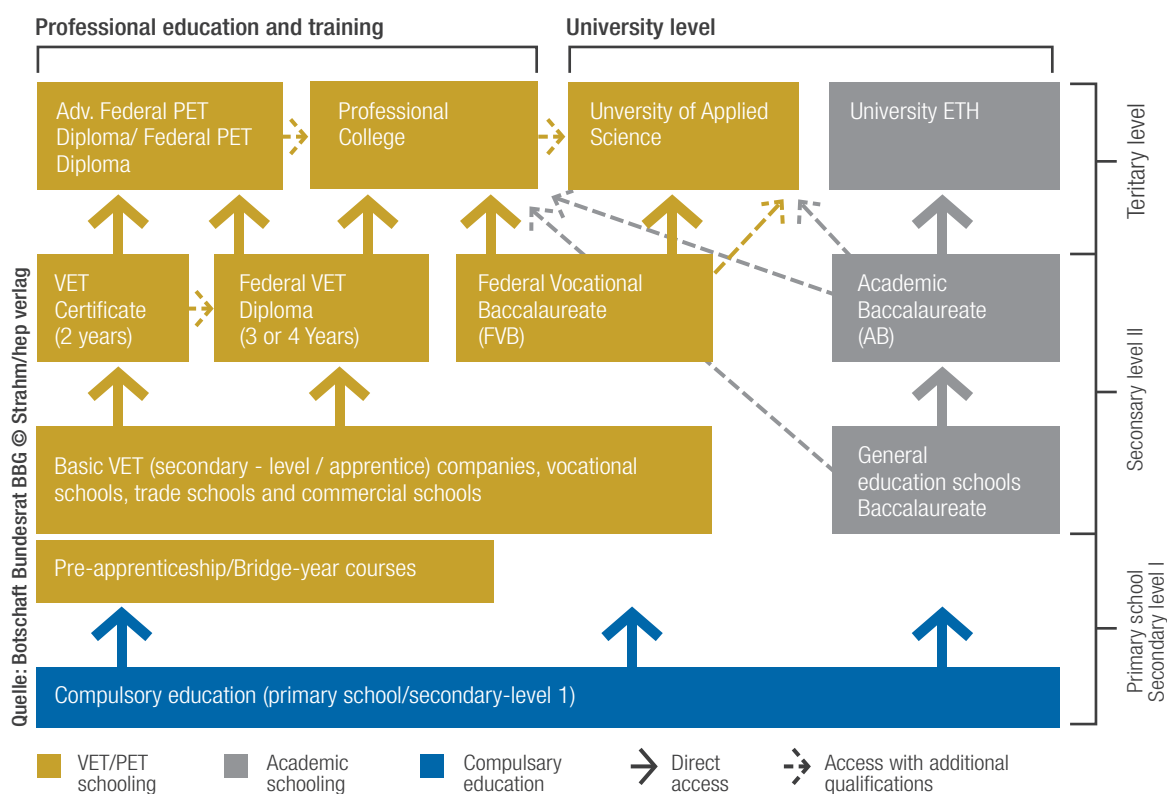 Professional education and training
University level
Adv. Federal PET
Diploma/ Federal PET
Diploma
Professional
College
Unversity of Applied
Science
University ETH
Teritary level
VET
Certificate
(2 years)
Federal VET
Diploma
(3 or 4 Years)
Federal Vocational
Baccalaureate
(FVB)
Academic
Baccalaureate
(AB)
Seconsary level II
Basic VET (secondary - level / apprentice) companies, vocational
schools, trade schools and commercial schools
General
education schools
Baccalaureate
Pre-apprenticeship/Bridge-year courses
Primary school
Secondary level I
Compulsory education (primary school/secondary-level 1)
Quelle: Botschaft Bundesrat BBG © Strahm/hep verlag
VET/PET
schooling
Academic
schooling
Compulsary
education
Direct
access
Access with additional
qualifications